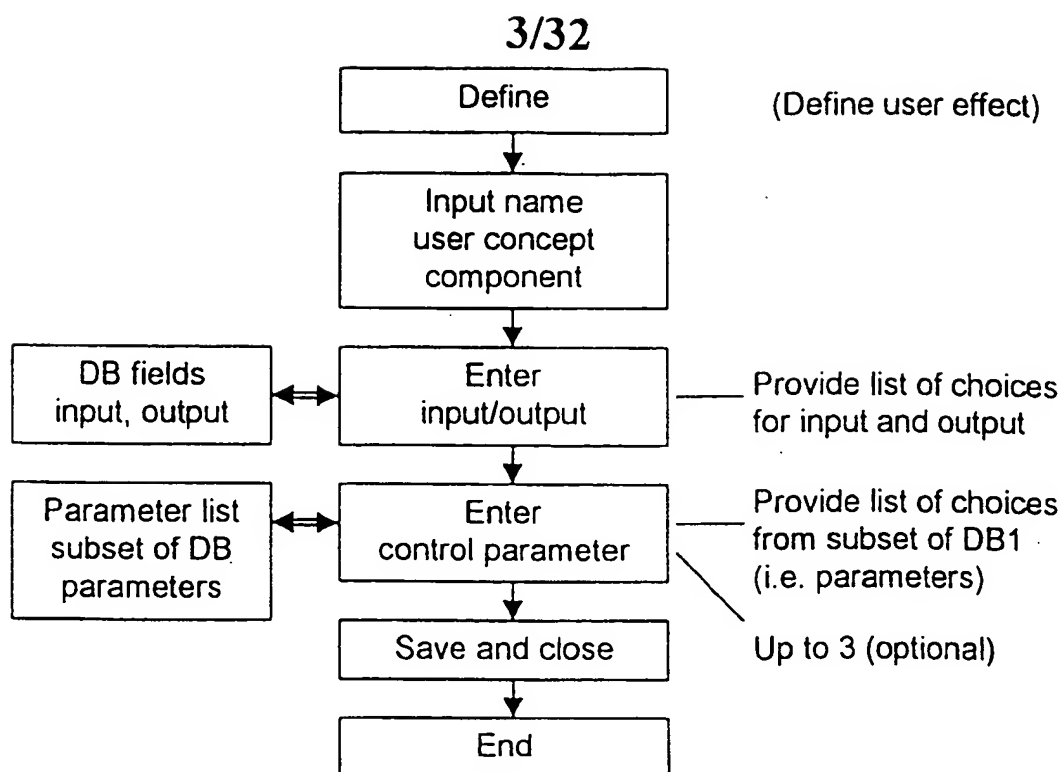 3/32
Define
(Define user effect)
Input name
user concept
component
DB fields
input, output
Enter
input/output
Provide list of choices
for input and output
Parameter list
subset of DB
parameters
Enter
control parameter
Provide list of choices
from subset of DB1
(i.e. parameters)
Up to 3 (optional)
Save and close
End